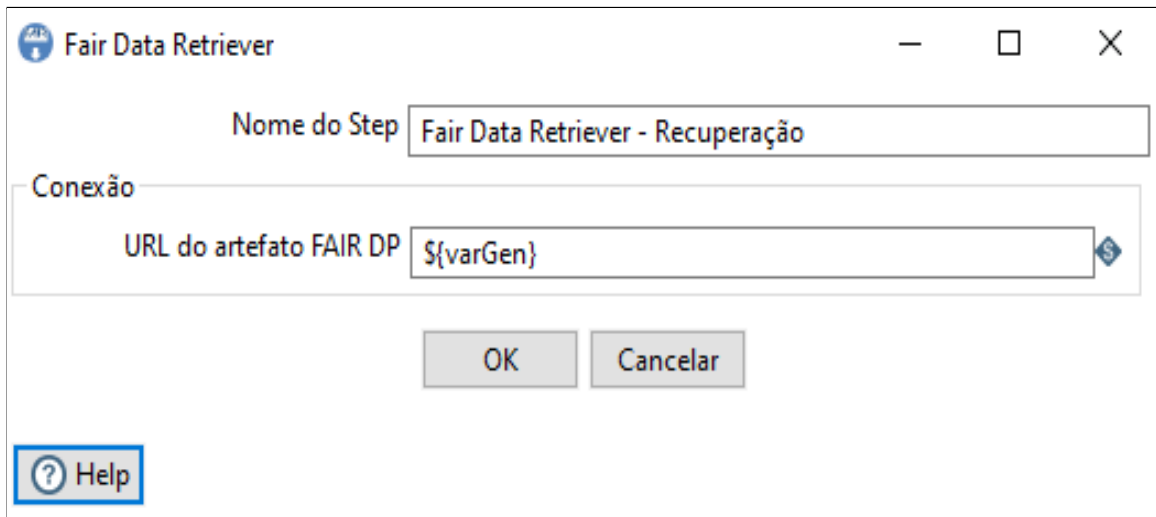 Fair Data Retriever
Nome do Step Fair Data Retriever - Recuperação
Conexão
URL do artefato FAIR DP ${varGen}
OK Cancelar
Help